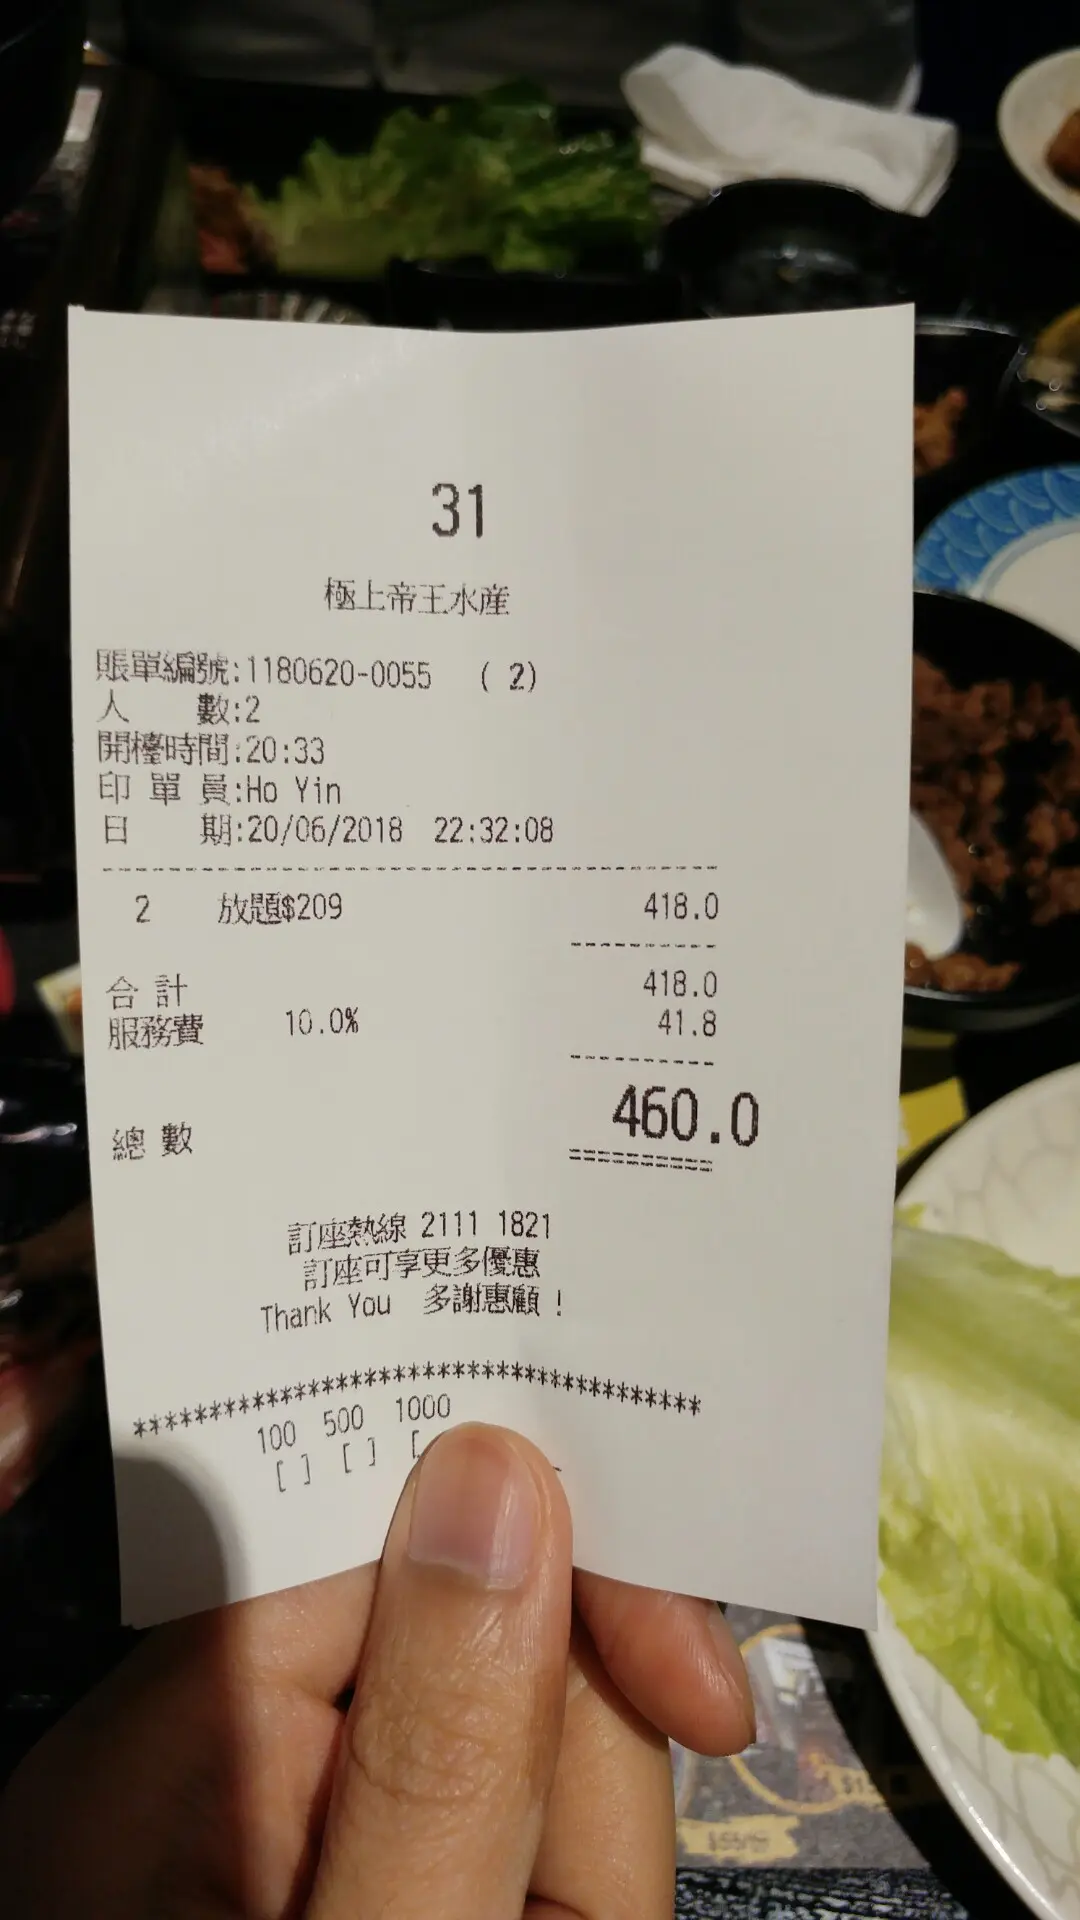 31
極上帝王水産
賬單編號:1180620-0055 ( 2)
人 數:2
開檯時間:20:33
印單員:Ho Yin
日 期:20/06/2018 22:32:08
2 放題$209 418.0
合計 418.0
服務費 10.0% 41.8
總數 460.0
訂座熱線 2111 1821
訂座可享更多優惠
Thank You 多謝惠顧！
***************************************
100 500 1000
[ ] [ ] [